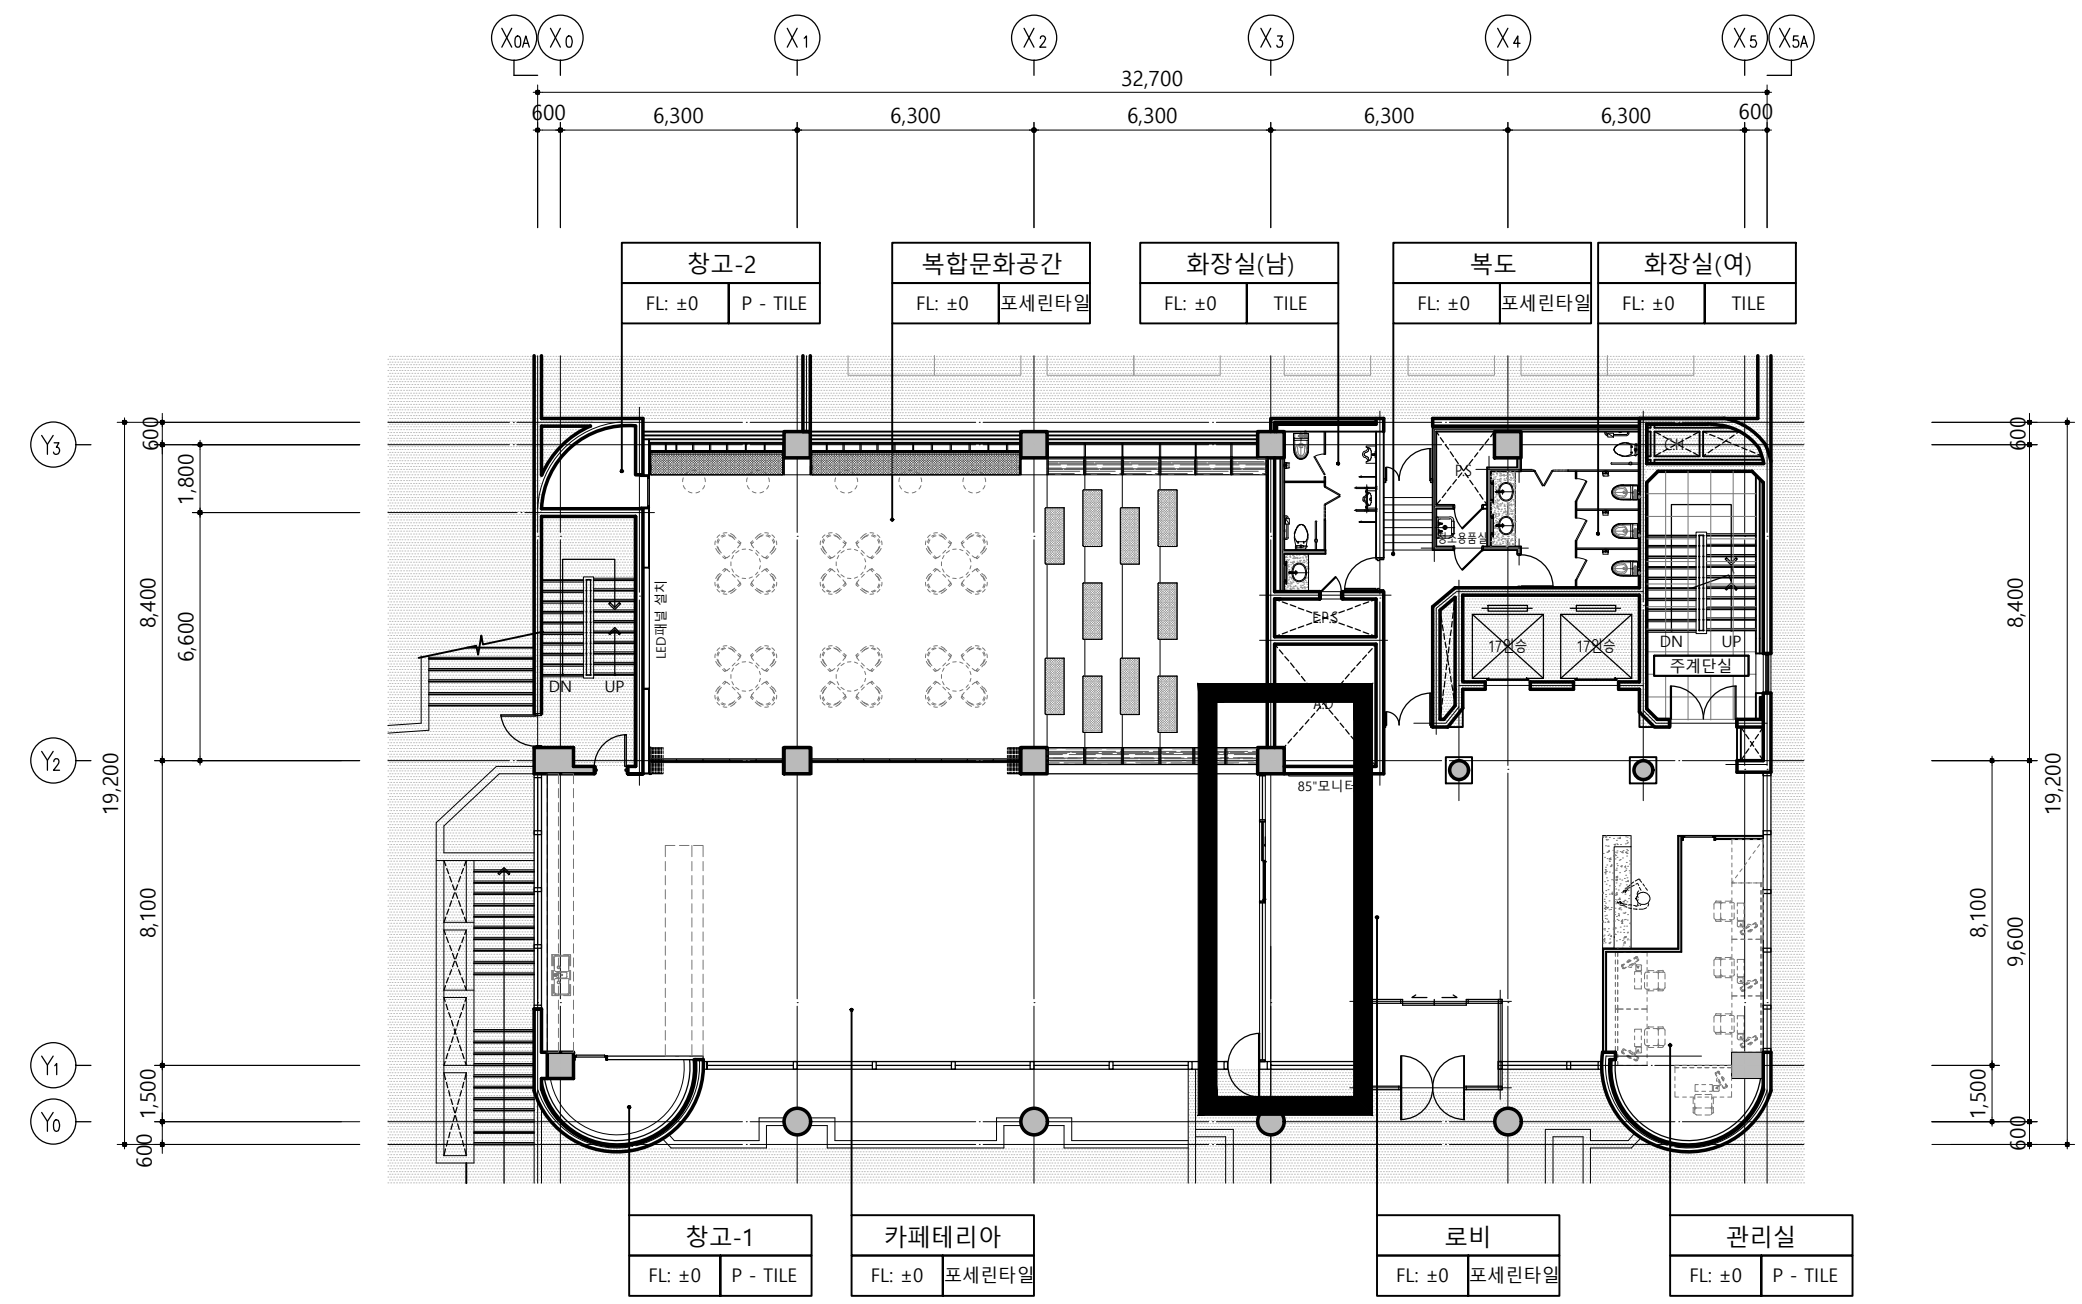 X0A X0 X1 X2 X3 X4 X5 X5A
32,700
600 6,300 6,300 6,300 6,300 6,300 600
창고-2
FL: ±0 P - TILE
복합문화공간
FL: ±0 포세린타일
화장실(남)
FL: ±0 TILE
복도
FL: ±0 포세린타일
화장실(여)
FL: ±0 TILE
Y3
Y2
Y1
Y0
600
1,800
8,400
6,600
19,200
8,100
1,500
600
600
8,400
19,200
8,100
9,600
1,500
600
LED패널 설치
DN UP
P.S
E.P.S
A.D
17인승 17인승
DN UP
주계단실
85"모니터
창고-1
FL: ±0 P - TILE
카페테리아
FL: ±0 포세린타일
로비
FL: ±0 포세린타일
관리실
FL: ±0 P - TILE